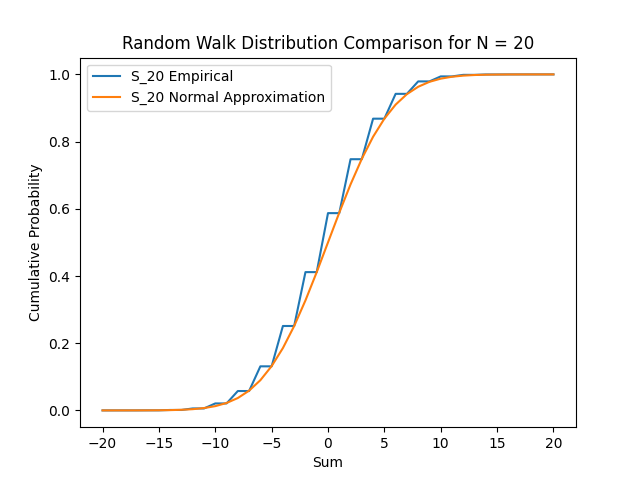 Random Walk Distribution Comparison for N = 20
S_20 Empirical
S_20 Normal Approximation
Cumulative Probability
1.0
0.8
0.6
0.4
0.2
0.0
−20 −15 −10 −5 0 5 10 15 20
Sum